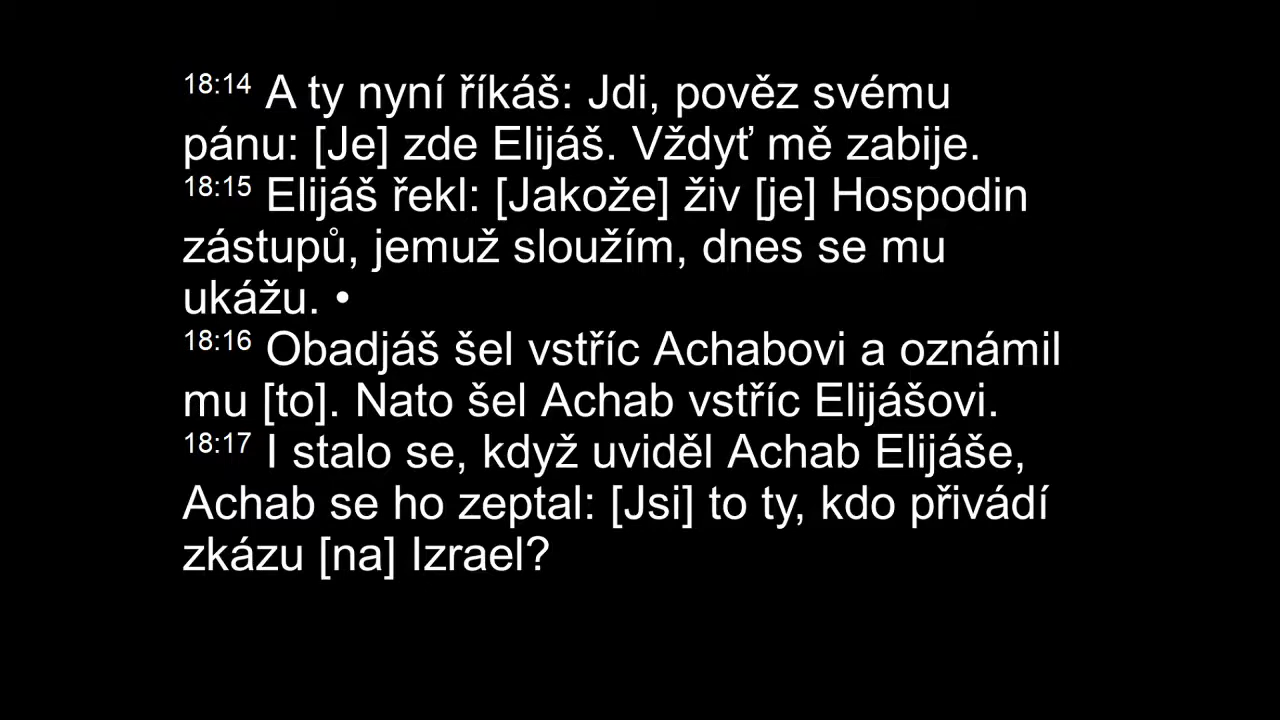 18:14 A ty nyní říkáš: Jdi, pověz svému
pánu: [Je] zde Elijáš. Vždyť mě zabije.
18:15 Elijáš řekl: [Jakože] živ [je] Hospodin
zástupů, jemuž sloužím, dnes se mu
ukážu. •
18:16 Obadjáš šel vstříc Achabovi a oznámil
mu [to]. Nato šel Achab vstříc Elijášovi.
18:17 I stalo se, když uviděl Achab Elijáše,
Achab se ho zeptal: [Jsi] to ty, kdo přivádí
zkázu [na] Izrael?